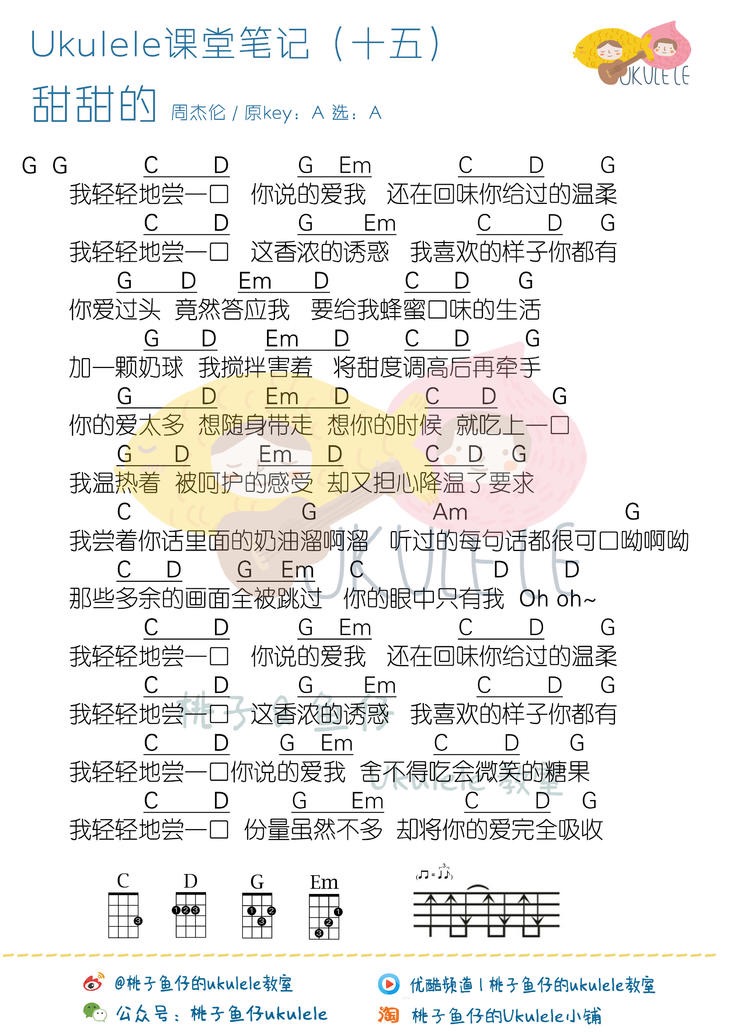 Ukulele课堂笔记（十五）
UKULELE
甜甜的 周杰伦 / 原key：A 选：A
G G C D G Em C D G
我轻轻地尝一口 你说的爱我 还在回味你给过的温柔
C D G Em C D G
我轻轻地尝一口 这香浓的诱惑 我喜欢的样子你都有
G D Em D C D G
你爱过头 竟然答应我 要给我蜂蜜口味的生活
G D Em D C D G
加一颗奶球 我搅拌害羞 将甜度调高后再牵手
G D Em D C D G
你的爱太多 想随身带走 想你的时候 就吃上一口
G D Em D C D G
我温热着 被呵护的感受 却又担心降温了要求
C G Am G
我尝着你话里面的奶油溜啊溜 听过的每句话都很可口呦啊呦
C D G Em C D D
那些多余的画面全被跳过 你的眼中只有我 Oh oh~
UKULELE
C D G Em C D G
我轻轻地尝一口 你说的爱我 还在回味你给过的温柔
C D G Em C D G
我轻轻地尝一口 这香浓的诱惑 我喜欢的样子你都有
桃子&鱼仔
C D G Em C D G
我轻轻地尝一口你说的爱我 舍不得吃会微笑的糖果
Ukulele 教室
C D G Em C D G
我轻轻地尝一口 份量虽然不多 却将你的爱完全吸收
C D G Em
3
1 2 3
1 2
3
1
2
3
@桃子鱼仔的ukulele教室
优酷频道 | 桃子鱼仔的ukulele教室
公众号：桃子鱼仔ukulele
淘 桃子鱼仔的Ukulele小铺